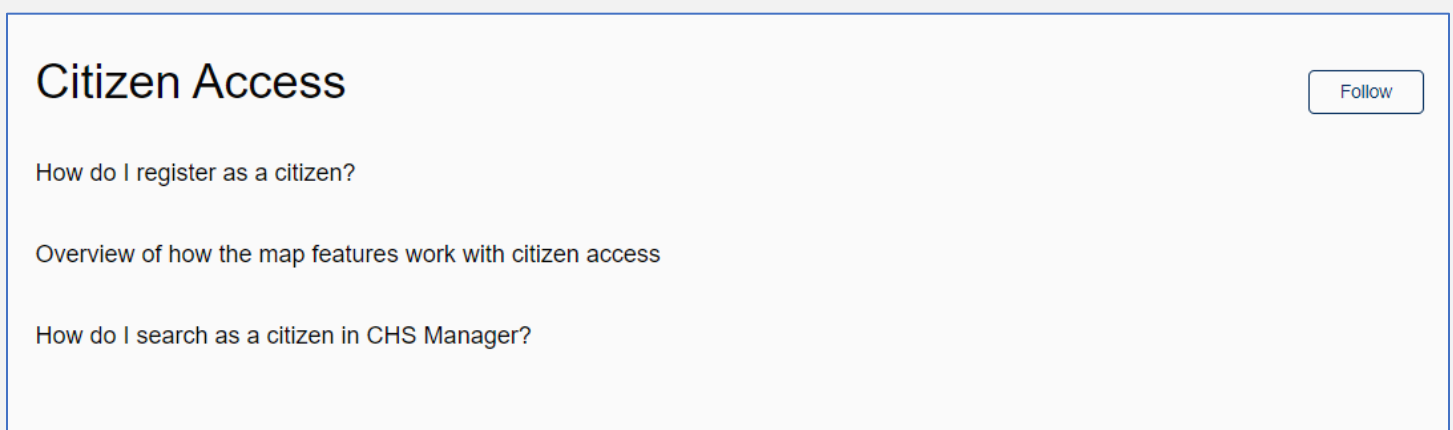 Citizen Access
Follow
How do I register as a citizen?
Overview of how the map features work with citizen access
How do I search as a citizen in CHS Manager?